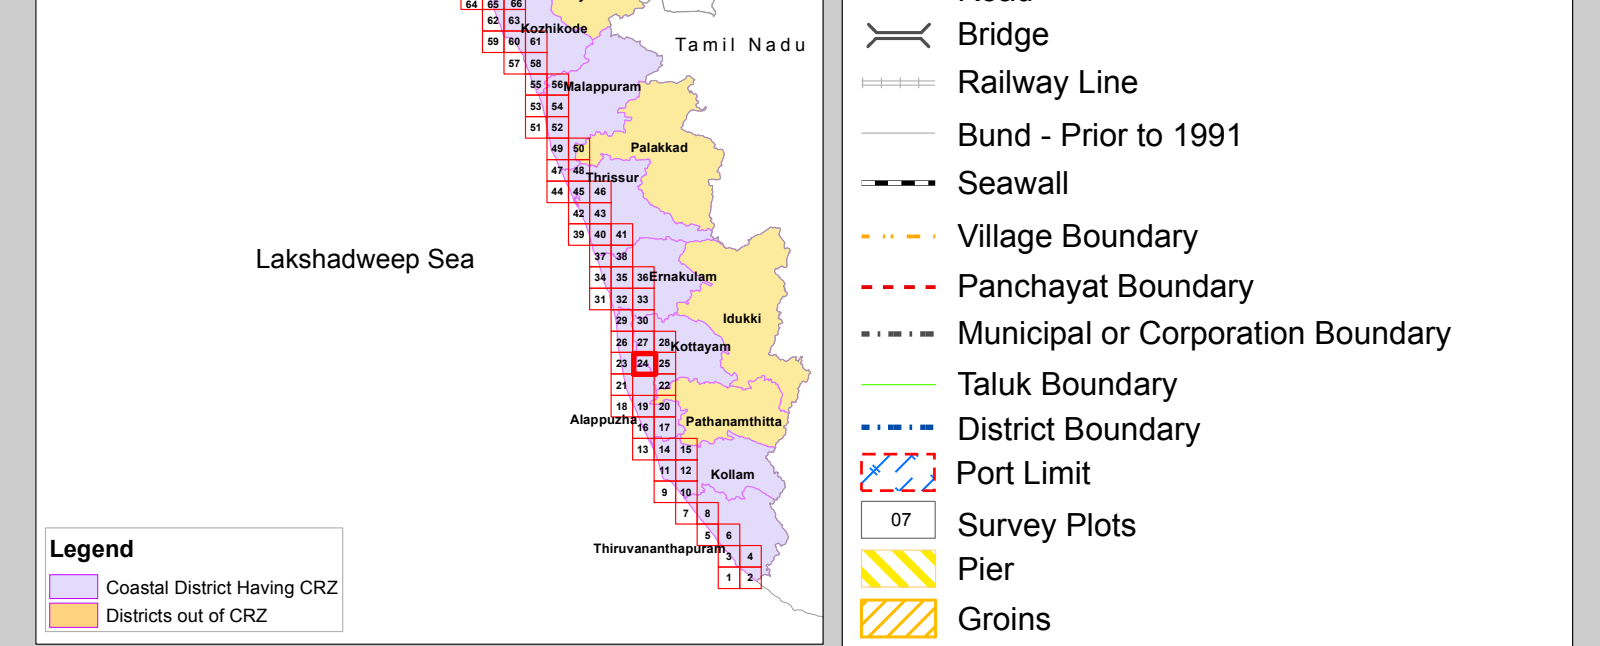 64 65 66
62 63
Kozhikode
59 60 61
Tamil Nadu
57 58
55 56
Malappuram
53 54
51 52
49 50
Palakkad
47 48
Thrissur
44 45 46
42 43
39 40 41
37 38
Lakshadweep Sea
34 35 36
Ernakulam
31 32 33
29 30
Idukki
26 27 28
Kottayam
23 24 25
21 22
18 19 20
Alappuzha
16 17
Pathanamthitta
13 14 15
11 12
Kollam
9 10
7 8
5 6
Thiruvananthapuram
3 4
1 2
Legend
Coastal District Having CRZ
Districts out of CRZ
Bridge
Railway Line
Bund - Prior to 1991
Seawall
Village Boundary
Panchayat Boundary
Municipal or Corporation Boundary
Taluk Boundary
District Boundary
Port Limit
07
Survey Plots
Pier
Groins